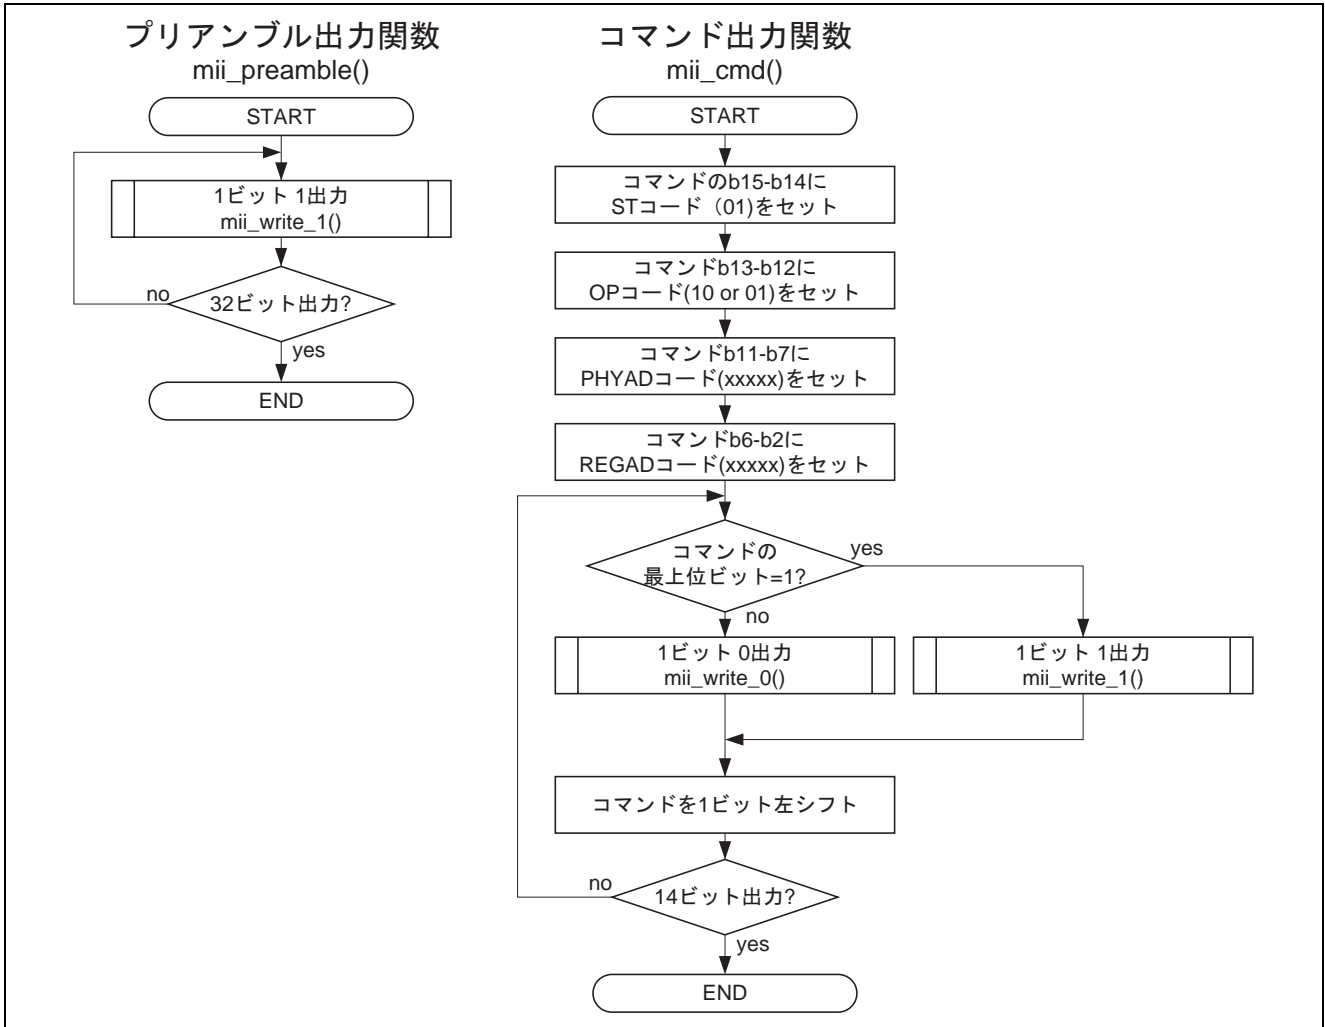 プリアンブル出力関数
mii_preamble()
START
1ビット 1出力
mii_write_1()
32ビット出力?
no
yes
END
コマンド出力関数
mii_cmd()
START
コマンドのb15-b14に
STコード（01)をセット
コマンドb13-b12に
OPコード(10 or 01)をセット
コマンドb11-b7に
PHYADコード(xxxxx)をセット
コマンドb6-b2に
REGADコード(xxxxx)をセット
コマンドの
最上位ビット=1?
yes
no
1ビット 0出力
mii_write_0()
1ビット 1出力
mii_write_1()
コマンドを1ビット左シフト
14ビット出力?
no
yes
END